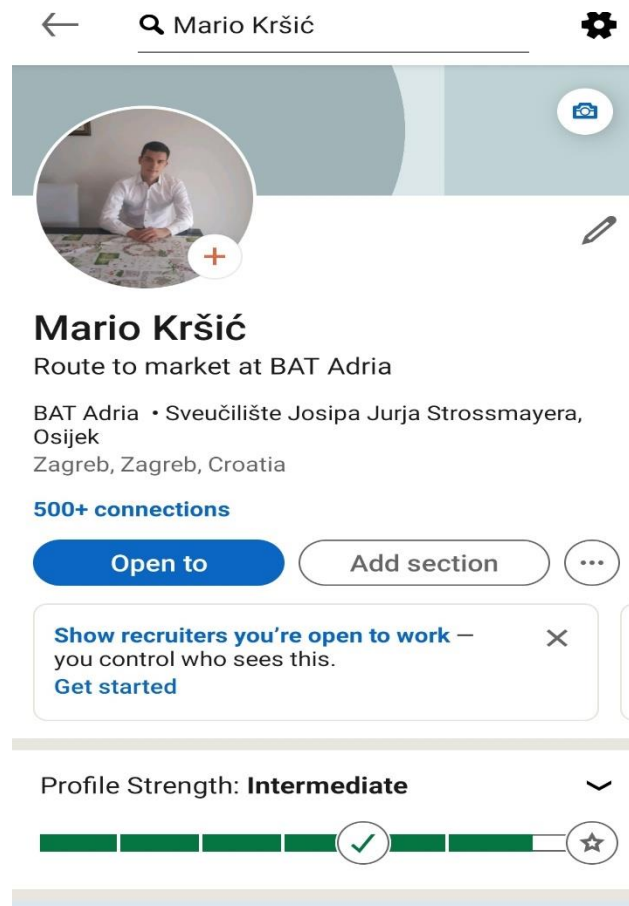 Mario Kršić
Mario Kršić
Route to market at BAT Adria
BAT Adria • Sveučilište Josipa Jurja Strossmayera,
Osijek
Zagreb, Zagreb, Croatia
500+ connections
Open to
Add section
Show recruiters you’re open to work –
you control who sees this.
Get started
Profile Strength: Intermediate